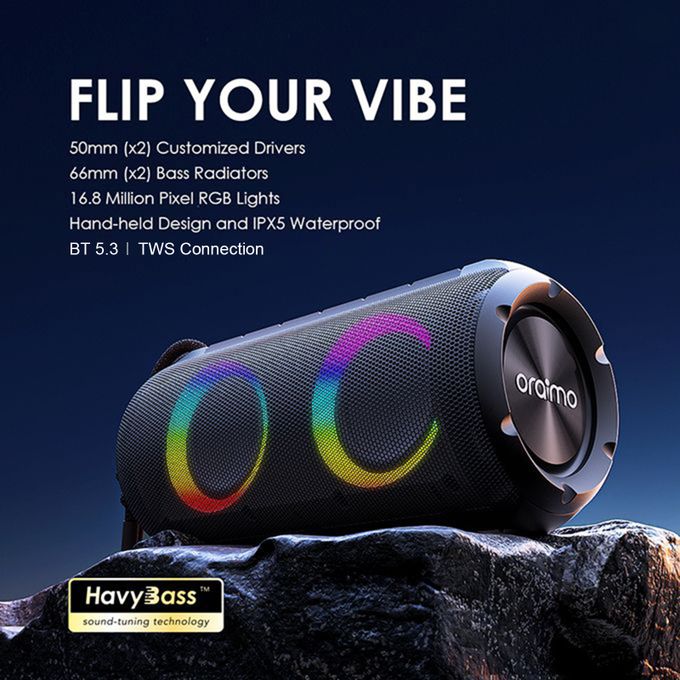 FLIP YOUR VIBE
50mm (x2) Customized Drivers
66mm (x2) Bass Radiators
16.8 Million Pixel RGB Lights
Hand-held Design and IPX5 Waterproof
BT 5.3 | TWS Connection
oraimo
HavyBass™
sound-tuning technology